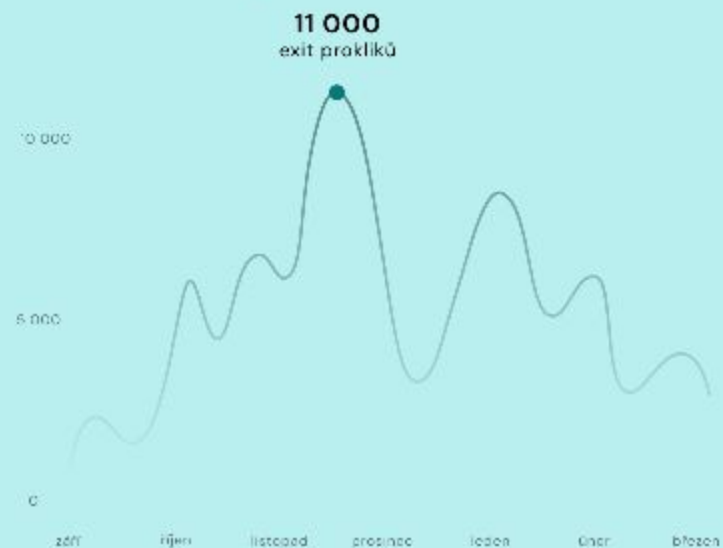 11 000
exit prokliků
10 000
5 000
0
září říjen listopad prosinec leden únor březen